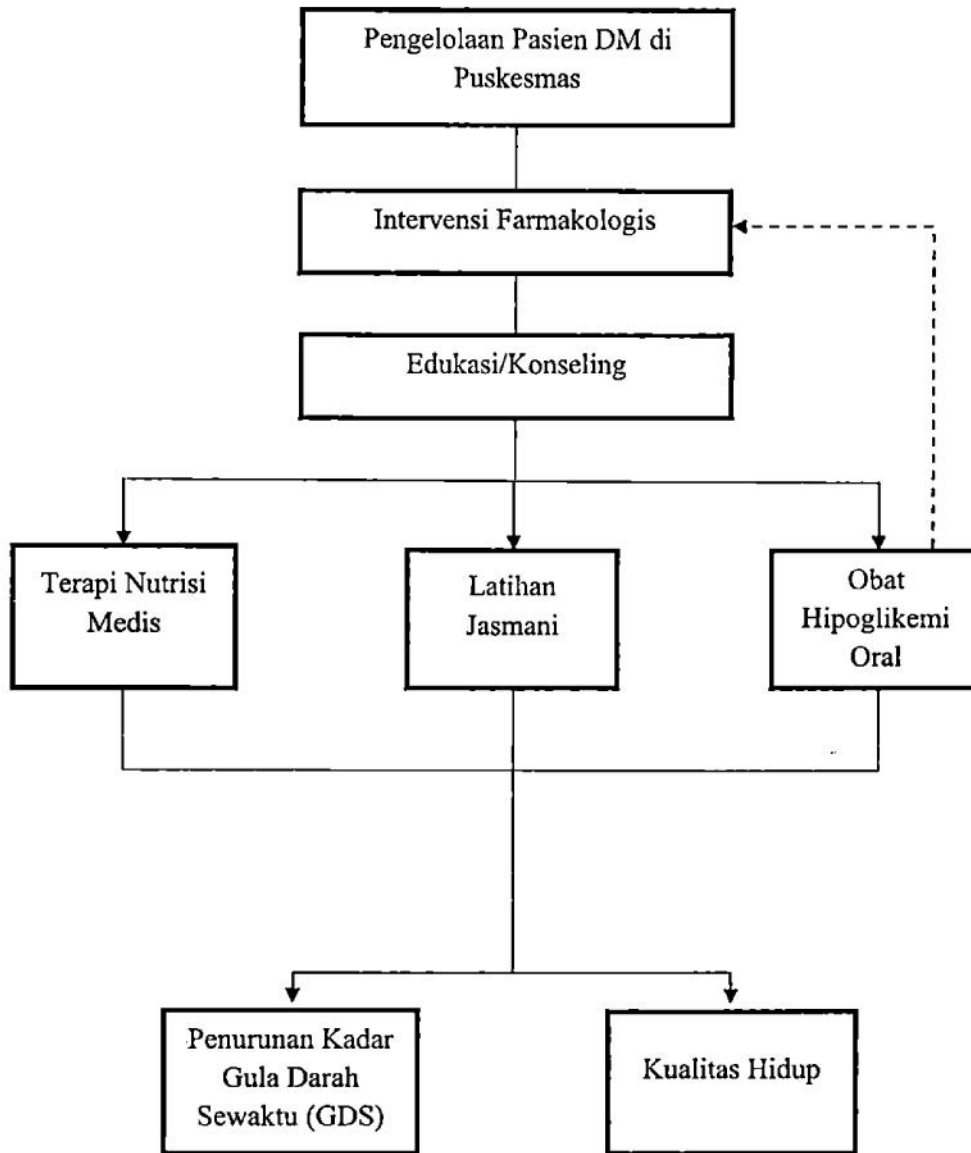 Pengelolaan Pasien DM di
Puskesmas
Intervensi Farmakologis
Edukasi/Konseling
Terapi Nutrisi
Medis
Latihan
Jasmani
Obat
Hipoglikemi
Oral
Penurunan Kadar
Gula Darah
Sewaktu (GDS)
Kualitas Hidup